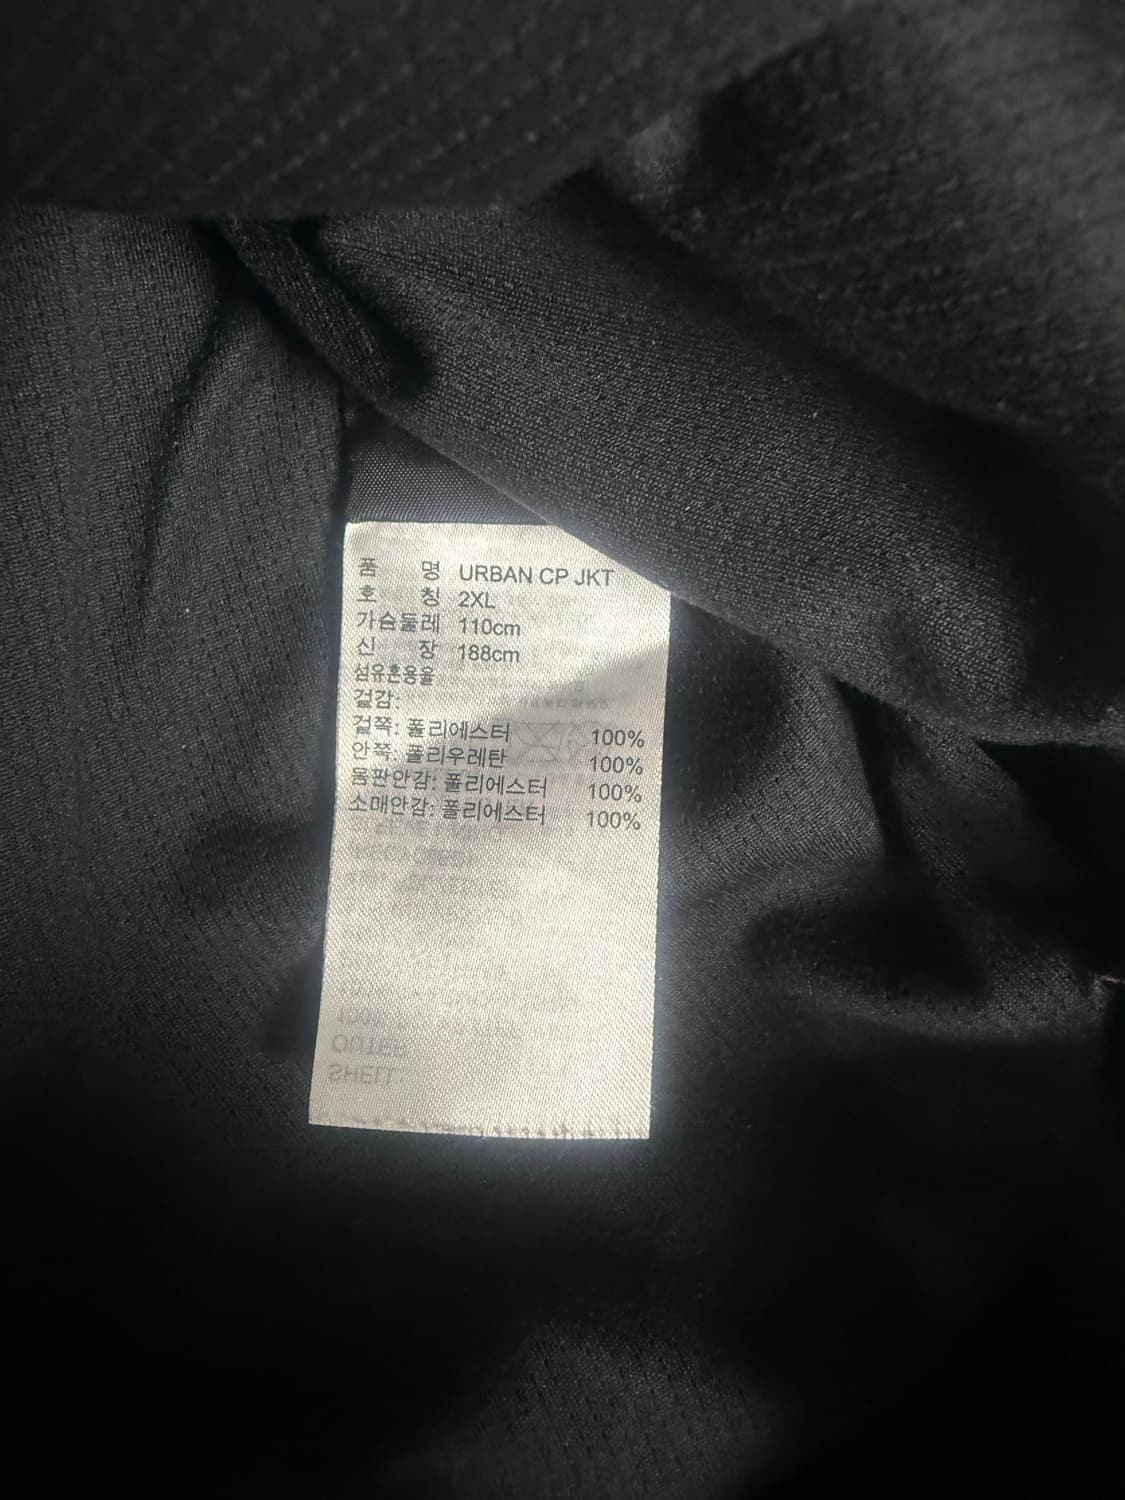 품 명 URBAN CP JKT
호 칭 2XL
가슴둘레 110cm
신 장 188cm
섬유혼용율
겉감:
겉쪽: 폴리에스터 100%
안쪽: 폴리우레탄 100%
몸판안감: 폴리에스터 100%
소매안감: 폴리에스터 100%
OUTER
SHELL: